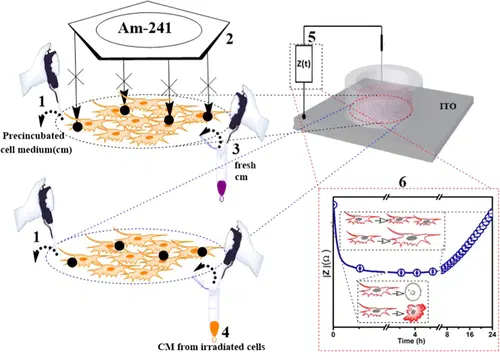 Am-241
2
5
Z(t)
ITO
1
Precincubated
cell medium(cm)
3
fresh
cm
6
1
4
CM from irradiated cells
|Z|(Ω)
0
4
8
16
24
Time (h)